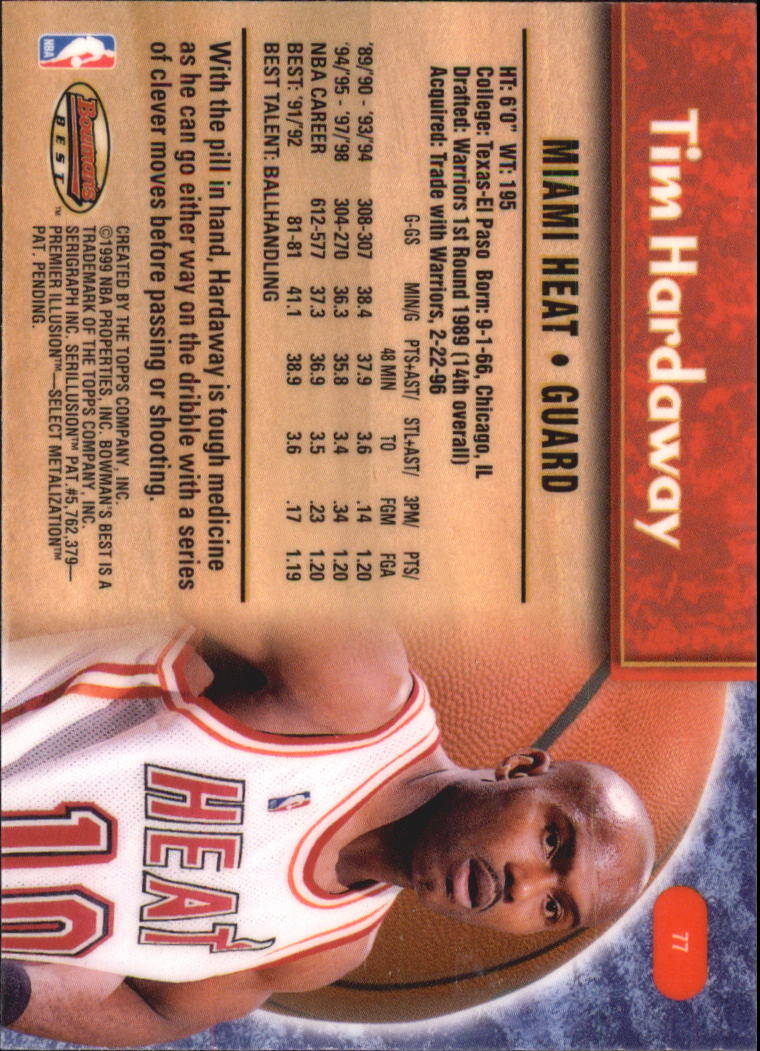 Tim Hardaway
77
MIAMI HEAT • GUARD
HT: 6'0" WT: 195
College: Texas-El Paso Born: 9-1-66, Chicago, IL
Drafted: Warriors 1st Round 1989 (14th overall)
Acquired: Trade with Warriors, 2-22-96
G-GS MIN/G PTS+AST/ STL+AST/ 3PM/ PTS/
48 MIN TO FGM FGA
'89/'90 - '93/'94 308-307 38.4 37.9 3.6 .14 1.20
'94/'95 - '97/'98 304-270 36.3 35.8 3.4 .34 1.20
NBA CAREER 612-577 37.3 36.9 3.5 .23 1.20
BEST: '91/'92 81-81 41.1 38.9 3.6 .17 1.19
BEST TALENT: BALLHANDLING
With the pill in hand, Hardaway is tough medicine
as he can go either way on the dribble with a series
of clever moves before passing or shooting.
NBA
Bowman's
BEST™
CREATED BY THE TOPPS COMPANY, INC.
©1999 NBA PROPERTIES, INC. BOWMAN'S BEST IS A
TRADEMARK OF THE TOPPS COMPANY, INC.
SERIGRAPH INC. SERILLUSION™ PAT. #5,762,379—
PREMIER ILLUSION™—SELECT METALIZATION™
PAT. PENDING.
HEAT
10